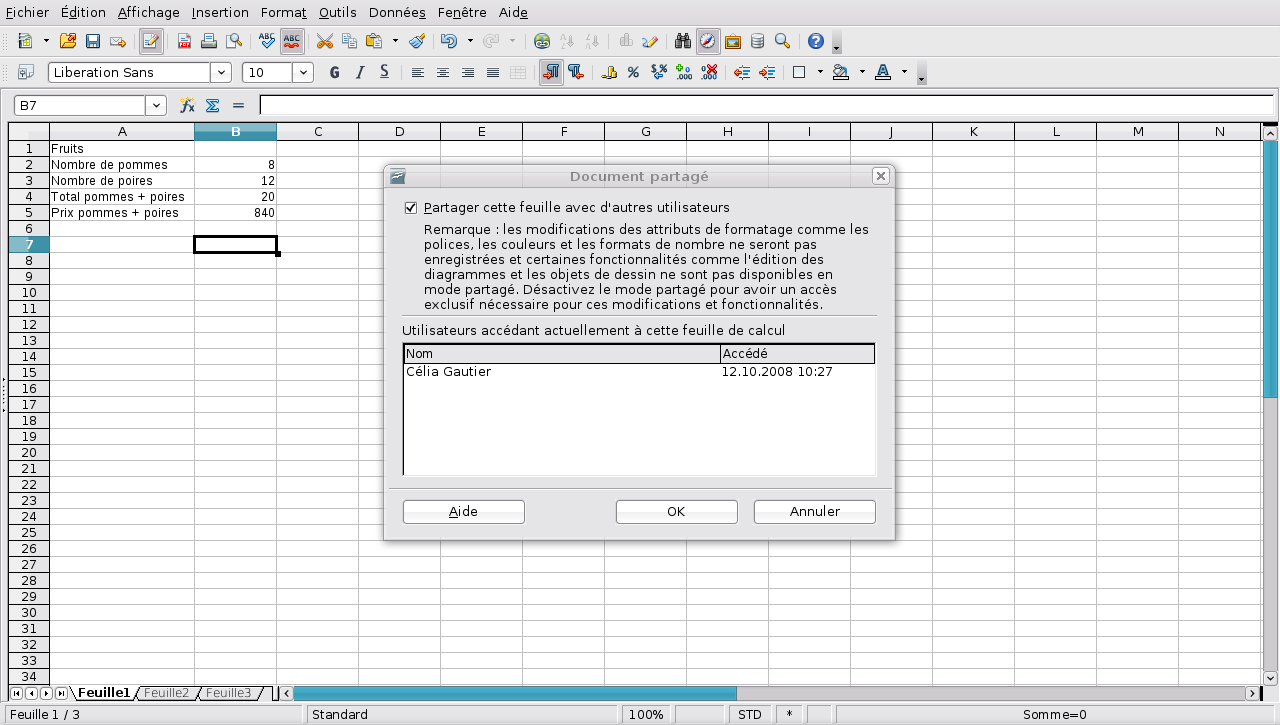 Fichier Édition Affichage Insertion Format Outils Données Fenêtre Aide
Liberation Sans 10 G I S
B7
A B C D E F G H I J K L M N
1 Fruits
2 Nombre de pommes 8
3 Nombre de poires 12
4 Total pommes + poires 20
5 Prix pommes + poires 840
6
7
8
9
10
11
12
13
14
15
16
17
18
19
20
21
22
23
24
25
26
27
28
29
30
31
32
33
34
Document partagé
Partager cette feuille avec d'autres utilisateurs
Remarque : les modifications des attributs de formatage comme les
polices, les couleurs et les formats de nombre ne seront pas
enregistrées et certaines fonctionnalités comme l'édition des
diagrammes et les objets de dessin ne sont pas disponibles en
mode partagé. Désactivez le mode partagé pour avoir un accès
exclusif nécessaire pour ces modifications et fonctionnalités.
Utilisateurs accédant actuellement à cette feuille de calcul
Nom Accédé
Célia Gautier 12.10.2008 10:27
Aide OK Annuler
Feuille1 Feuille2 Feuille3
Feuille 1 / 3 Standard 100% STD * Somme=0